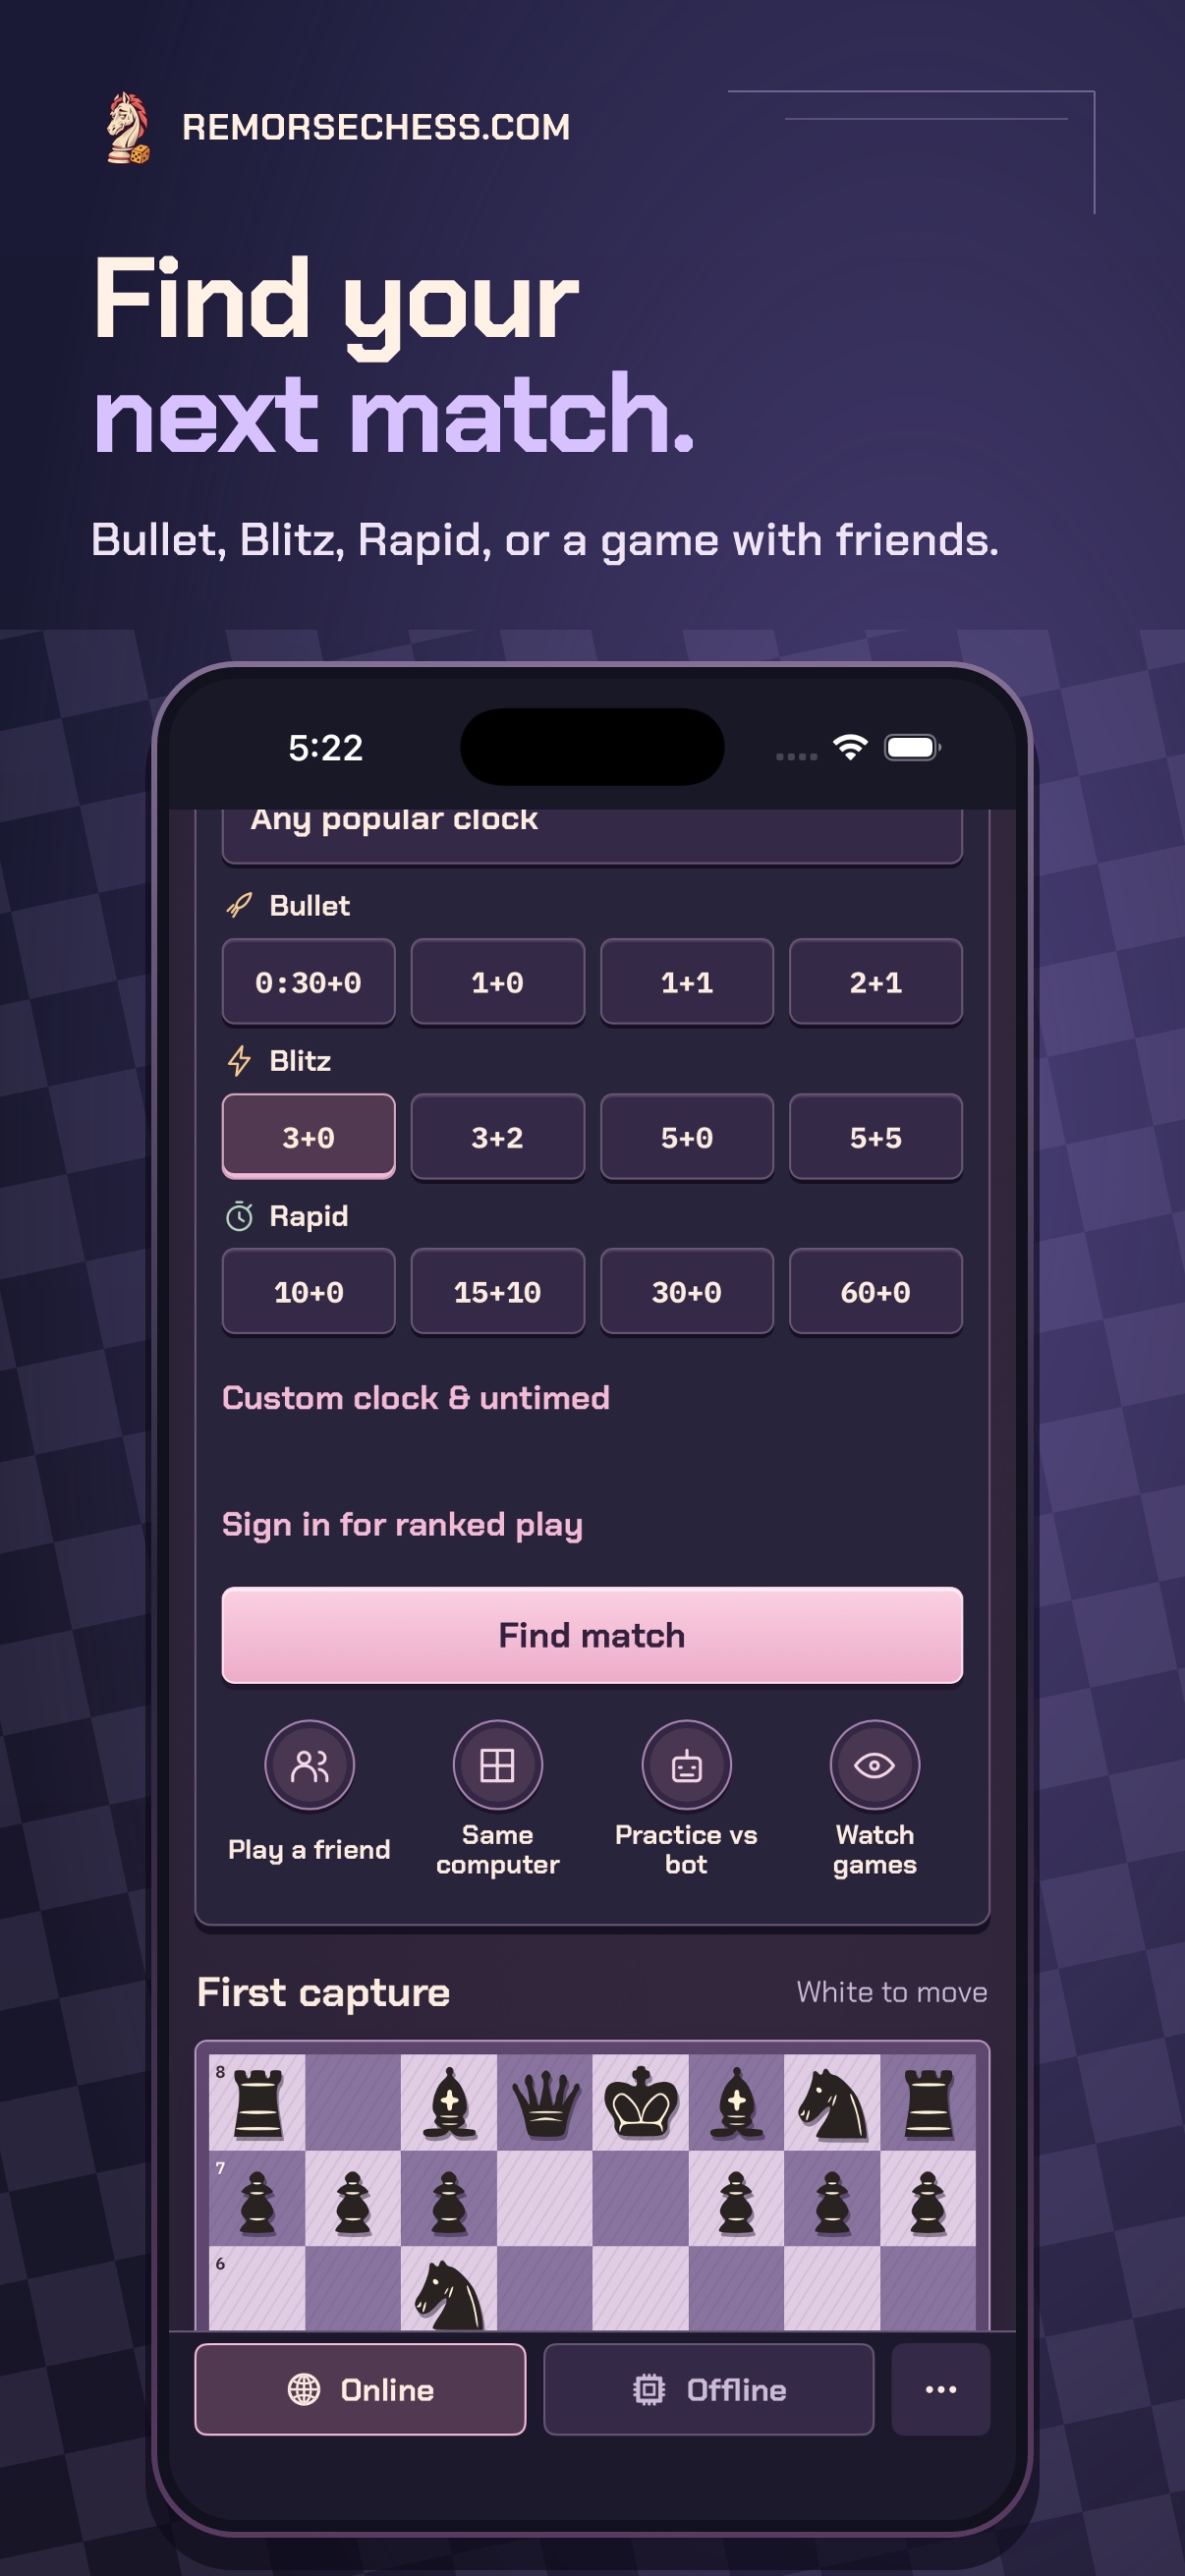 REMORSECHESS.COM
Find your
next match.
Bullet, Blitz, Rapid, or a game with friends.
5:22
Any popular clock
Bullet
0:30+0 1+0 1+1 2+1
Blitz
3+0 3+2 5+0 5+5
Rapid
10+0 15+10 30+0 60+0
Custom clock & untimed
Sign in for ranked play
Find match
Play a friend
Same
computer
Practice vs
bot
Watch
games
First capture White to move
8
7
6
Online Offline